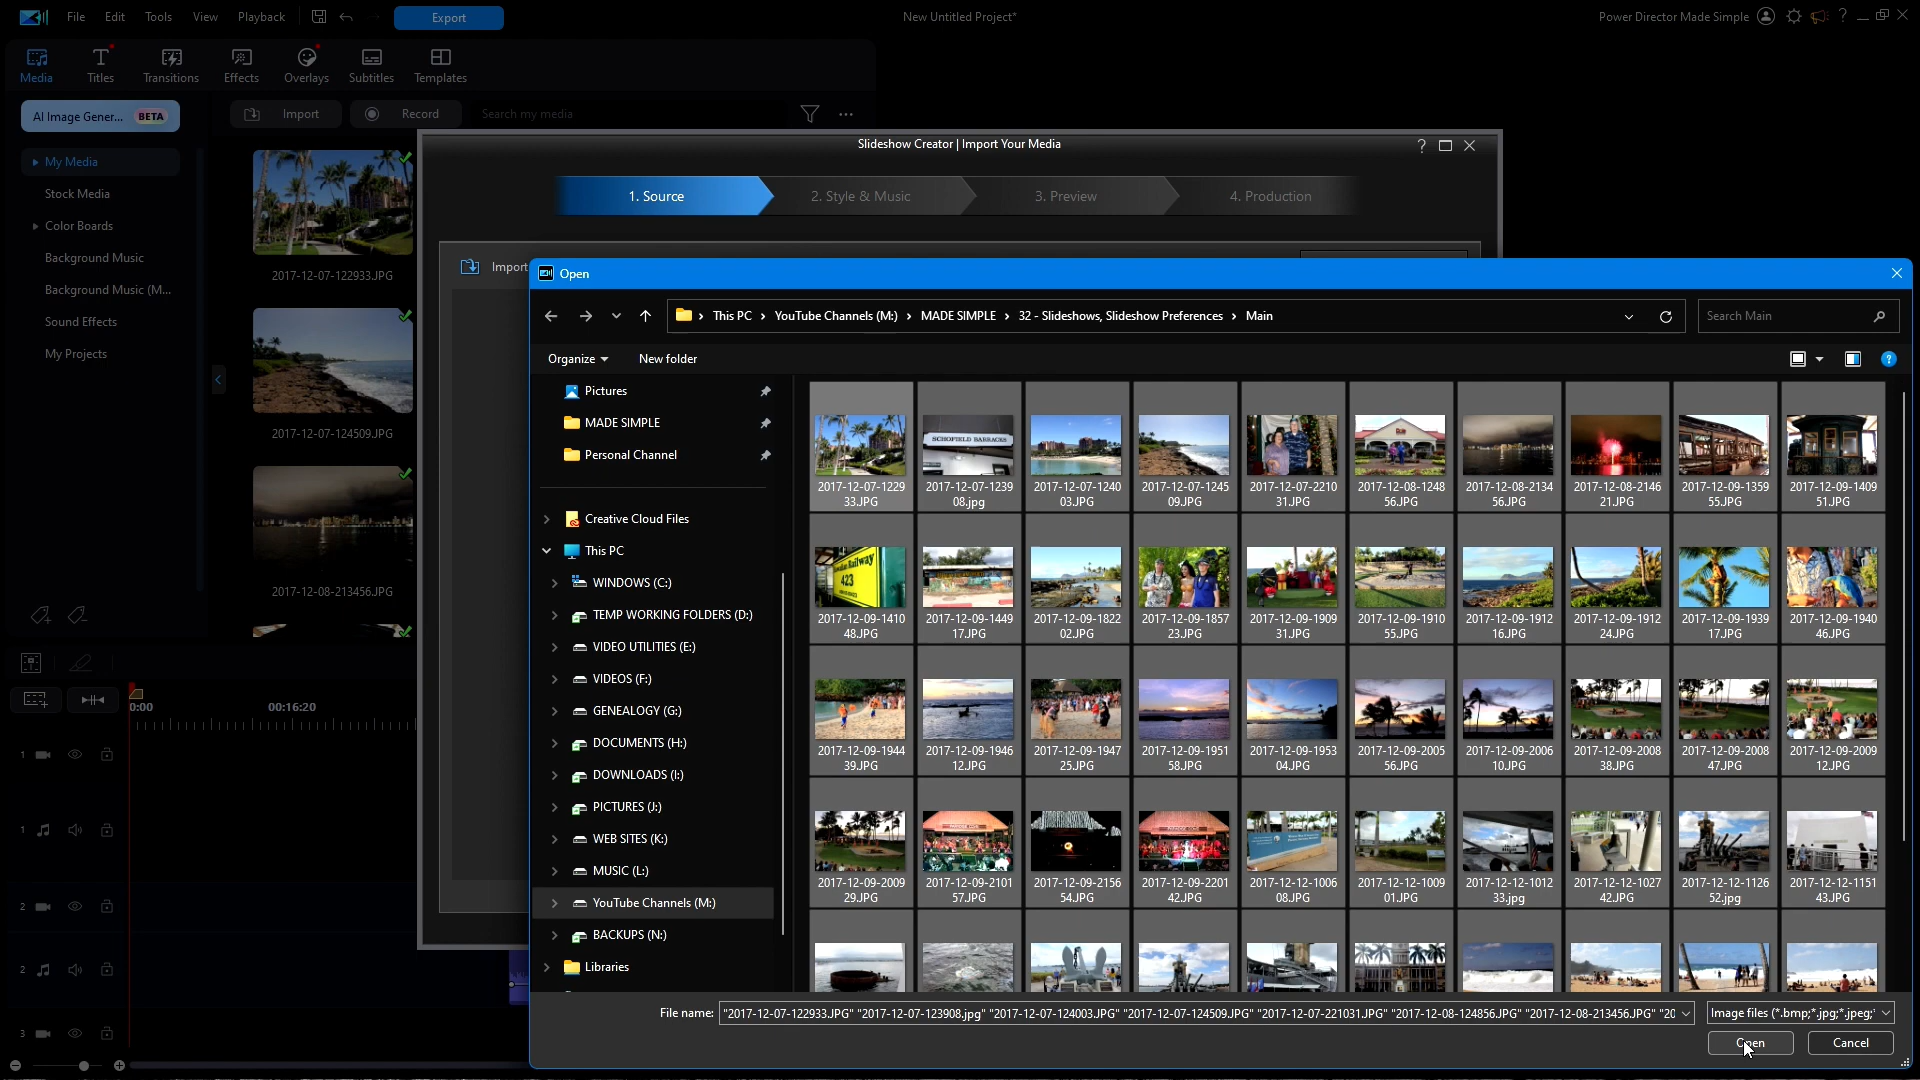 File Edit Tools View Playback Export New Untitled Project* Power Director Made Simple
Media Titles Transitions Effects Overlays Subtitles Templates
AI Image Gener... BETA Import Record Search my media
My Media
Stock Media
Color Boards
Background Music
Background Music (M...
Sound Effects
My Projects
2017-12-07-122933.JPG
2017-12-07-124509.JPG
2017-12-08-213456.JPG
0:00 00:16:20
1
1
2
2
3
Slideshow Creator | Import Your Media
1. Source 2. Style & Music 3. Preview 4. Production
Import
Open
This PC YouTube Channels (M:) MADE SIMPLE 32 - Slideshows, Slideshow Preferences Main Search Main
Organize New folder
Pictures
MADE SIMPLE
Personal Channel
Creative Cloud Files
This PC
WINDOWS (C:)
TEMP WORKING FOLDERS (D:)
VIDEO UTILITIES (E:)
VIDEOS (F:)
GENEALOGY (G:)
DOCUMENTS (H:)
DOWNLOADS (I:)
PICTURES (J:)
WEB SITES (K:)
MUSIC (L:)
YouTube Channels (M:)
BACKUPS (N:)
Libraries
SCHOFIELD BARRACKS
2017-12-07-1229 2017-12-07-1239 2017-12-07-1240 2017-12-07-1245 2017-12-07-2210 2017-12-08-1248 2017-12-08-2134 2017-12-08-2146 2017-12-09-1359 2017-12-09-1409
33.JPG 08.jpg 03.JPG 09.JPG 31.JPG 56.JPG 56.JPG 21.JPG 55.JPG 51.JPG
Railway
423
2017-12-09-1410 2017-12-09-1449 2017-12-09-1822 2017-12-09-1857 2017-12-09-1909 2017-12-09-1910 2017-12-09-1912 2017-12-09-1912 2017-12-09-1939 2017-12-09-1940
48.JPG 17.JPG 02.JPG 23.JPG 31.JPG 55.JPG 16.JPG 24.JPG 17.JPG 46.JPG
2017-12-09-1944 2017-12-09-1946 2017-12-09-1947 2017-12-09-1951 2017-12-09-1953 2017-12-09-2005 2017-12-09-2006 2017-12-09-2008 2017-12-09-2008 2017-12-09-2009
39.JPG 12.JPG 25.JPG 58.JPG 04.JPG 56.JPG 10.JPG 38.JPG 47.JPG 12.JPG
2017-12-09-2009 2017-12-09-2101 2017-12-09-2156 2017-12-09-2201 2017-12-12-1006 2017-12-12-1009 2017-12-12-1012 2017-12-12-1027 2017-12-12-1126 2017-12-12-1151
29.JPG 57.JPG 54.JPG 42.JPG 08.JPG 01.JPG 33.jpg 42.JPG 52.jpg 43.JPG
File name: "2017-12-07-122933.JPG" "2017-12-07-123908.jpg" "2017-12-07-124003.JPG" "2017-12-07-124509.JPG" "2017-12-07-221031.JPG" "2017-12-08-124856.JPG" "2017-12-08-213456.JPG" "20 Image files (*.bmp;*.jpg;*.jpeg;*
Open Cancel